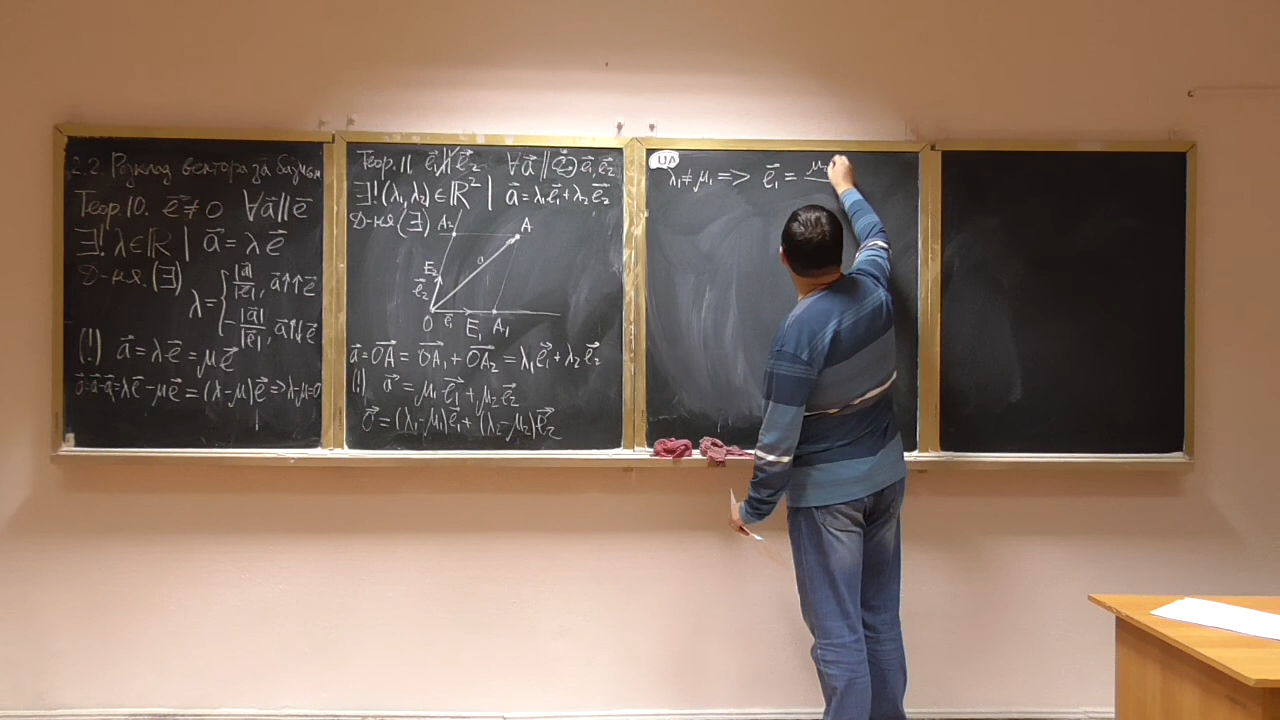 2.2. Розклад вектора за базисом
Теор.10. e⃗ ≠ 0 ∀a⃗ ∥ e⃗
∃! λ∈ℝ | a⃗ = λ e⃗
Д-ня.(∃)
λ = { |a⃗|/|e⃗|, a⃗↑↑e⃗
-|a⃗|/|e⃗|, a⃗↑↓e⃗
(!) a⃗ = λe⃗ = μe⃗
0⃗=a⃗-a⃗=λe⃗-μe⃗=(λ-μ)e⃗=>λ-μ=0
Теор.11 e⃗₁∦e⃗₂ ∀a⃗ ∥ e⃗₁,e⃗₂
∃!(λ₁,λ₂)∈ℝ² | a⃗=λ₁e⃗₁+λ₂e⃗₂
Д-ня(∃) A₂ A
E₂ a⃗
e⃗₂
O e⃗₁ E₁ A₁
a⃗=OA⃗ = OA⃗₁+OA⃗₂=λ₁e⃗₁+λ₂e⃗₂
(!) a⃗ = μ₁e⃗₁+μ₂e⃗₂
0⃗=(λ₁-μ₁)e⃗₁+(λ₂-μ₂)e⃗₂
UA
λ₁≠μ₁ => e⃗₁ = μ₂